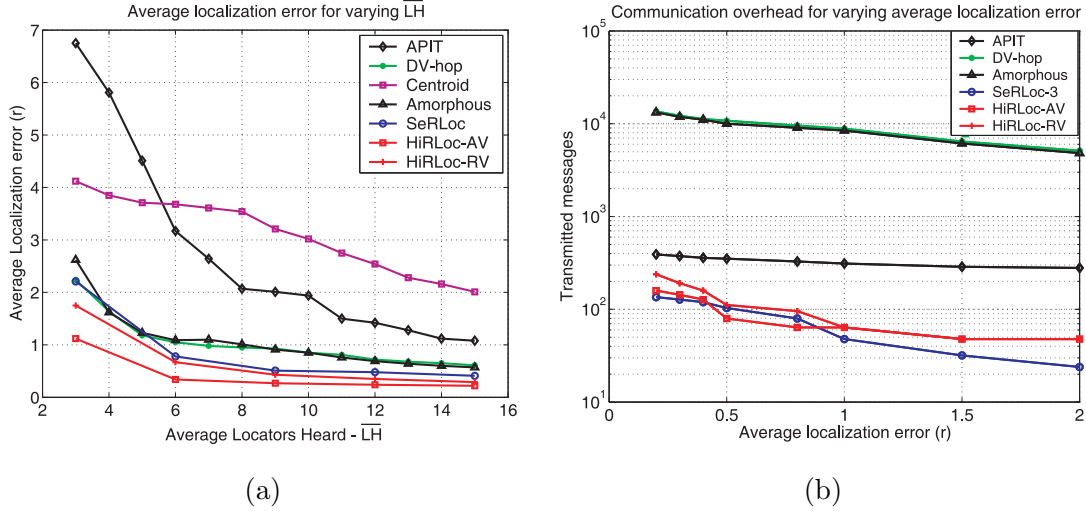 Average localization error for varying L̅H̅
Average Localization error (r)
7
6
5
4
3
2
1
0
2
4
6
8
10
12
14
16
Average Locators Heard - L̅H̅
APIT
DV-hop
Centroid
Amorphous
SeRLoc
HiRLoc-AV
HiRLoc-RV
(a)
Communication overhead for varying average localization error
Transmitted messages
10^5
10^4
10^3
10^2
10^1
0
0.5
1
1.5
2
Average localization error (r)
APIT
DV-hop
Amorphous
SeRLoc-3
HiRLoc-AV
HiRLoc-RV
(b)